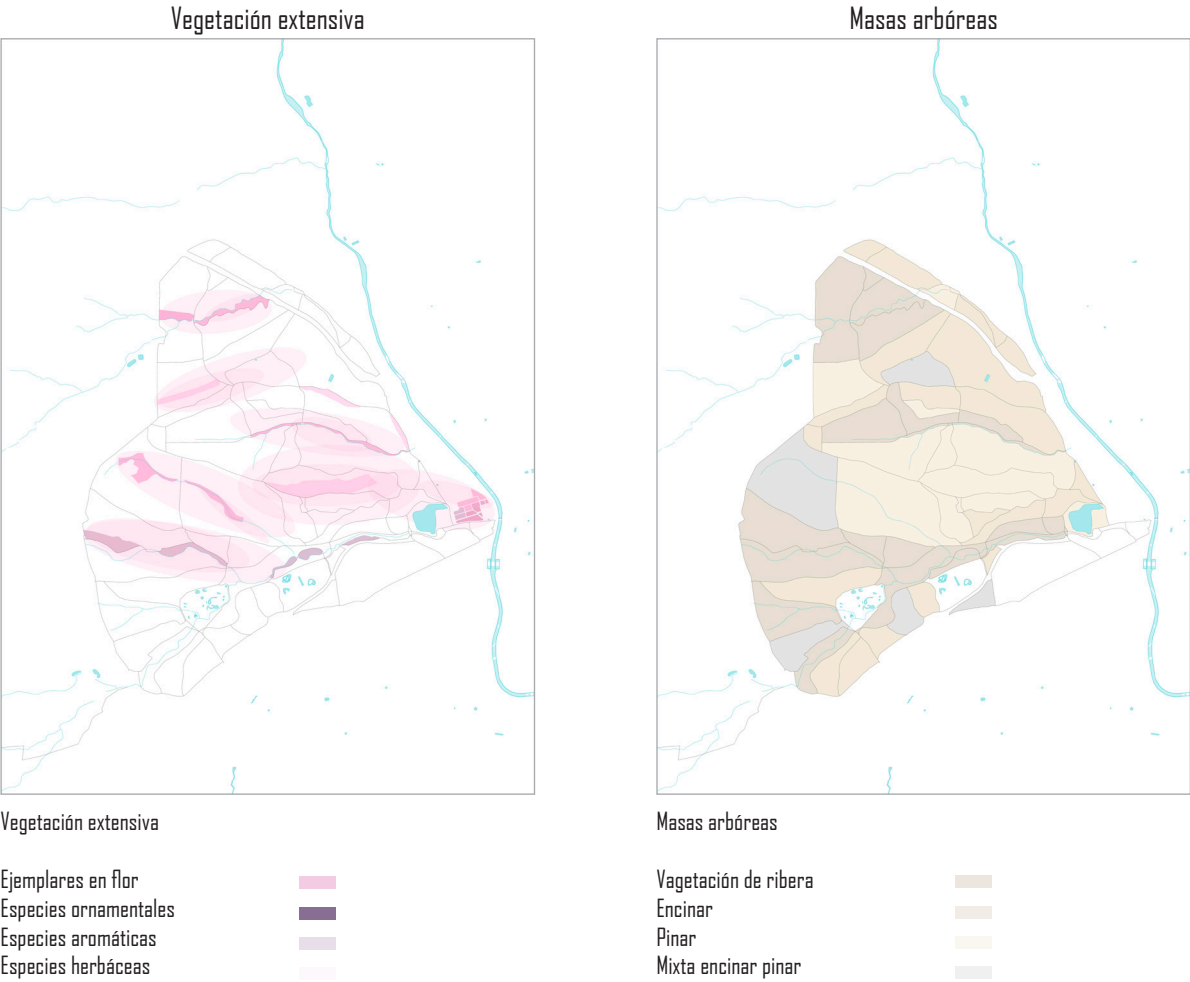 Vegetación extensiva
Masas arbóreas
Vegetación extensiva
Ejemplares en flor
Especies ornamentales
Especies aromáticas
Especies herbáceas
Masas arbóreas
Vagetación de ribera
Encinar
Pinar
Mixta encinar pinar